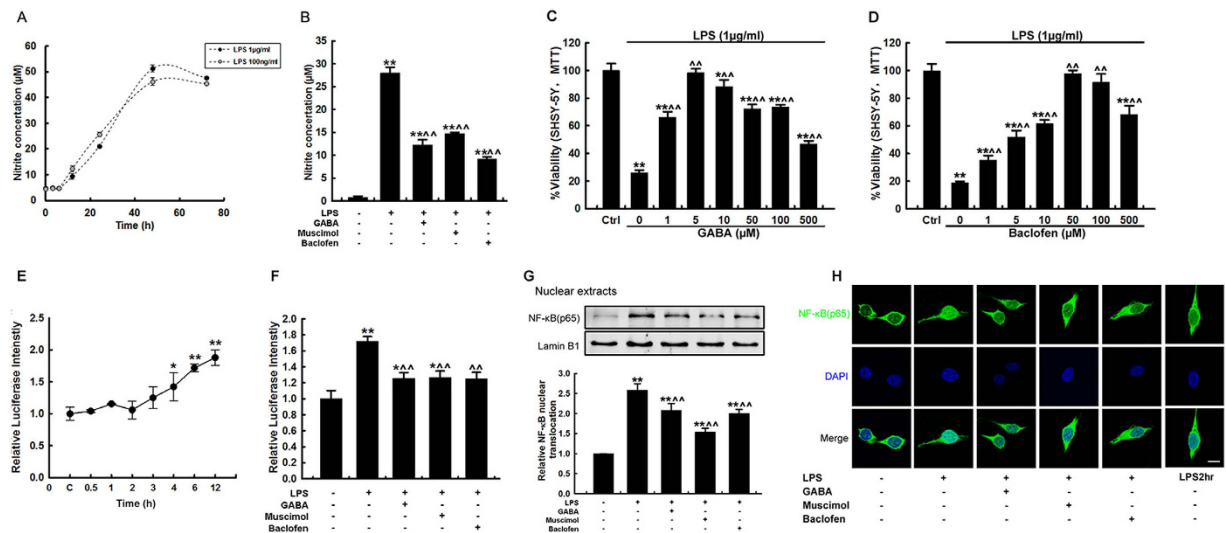 A
Nitrite concertation (μM)
60
50
40
30
20
10
0
0
20
40
60
80
Time (h)
LPS 1μg/ml
LPS 100ng/ml
B
Nitrite concertation (μM)
35
30
25
20
15
10
5
0
**
**^^
**^^
**^^
LPS - + + + +
GABA - - + - -
Muscimol - - - + -
Baclofen - - - - +
C
LPS (1μg/ml)
%Viability (SHSY-5Y, MTT)
120
100
80
60
40
20
0
**
**^^
^^
*^^
**^^
**^^
**^^
Ctrl 0 1 5 10 50 100 500
GABA (μM)
D
LPS (1μg/ml)
%Viability (SHSY-5Y, MTT)
120
100
80
60
40
20
0
**
**^^
**^^
**^^
^^
^^
**^^
Ctrl 0 1 5 10 50 100 500
Baclofen (μM)
E
Relative Luciferase Intenstiy
2.5
2.0
1.5
1.0
0.5
0.0
*
**
**
0 C 0.5 1 2 3 4 6 12
Time (h)
F
Relative Luciferase Intensity
2.0
1.8
1.6
1.4
1.2
1.0
0.8
0.6
0.4
0.2
0.0
**
*^^
*^^
^^
LPS - + + + +
GABA - - + - -
Muscimol - - - + -
Baclofen - - - - +
G
Nuclear extracts
NF-κB(p65)
Lamin B1
Relative NF-κB nuclear
translocation
3.0
2.5
2.0
1.5
1.0
0.5
0.0
**
**^^
**^^
**^^
LPS - + + + +
GABA - - + - -
Muscimol - - - + -
Baclofen - - - - +
H
NF-κB(p65)
DAPI
Merge
LPS - + + + + LPS2hr
GABA - - + - - -
Muscimol - - - + - -
Baclofen - - - - + -